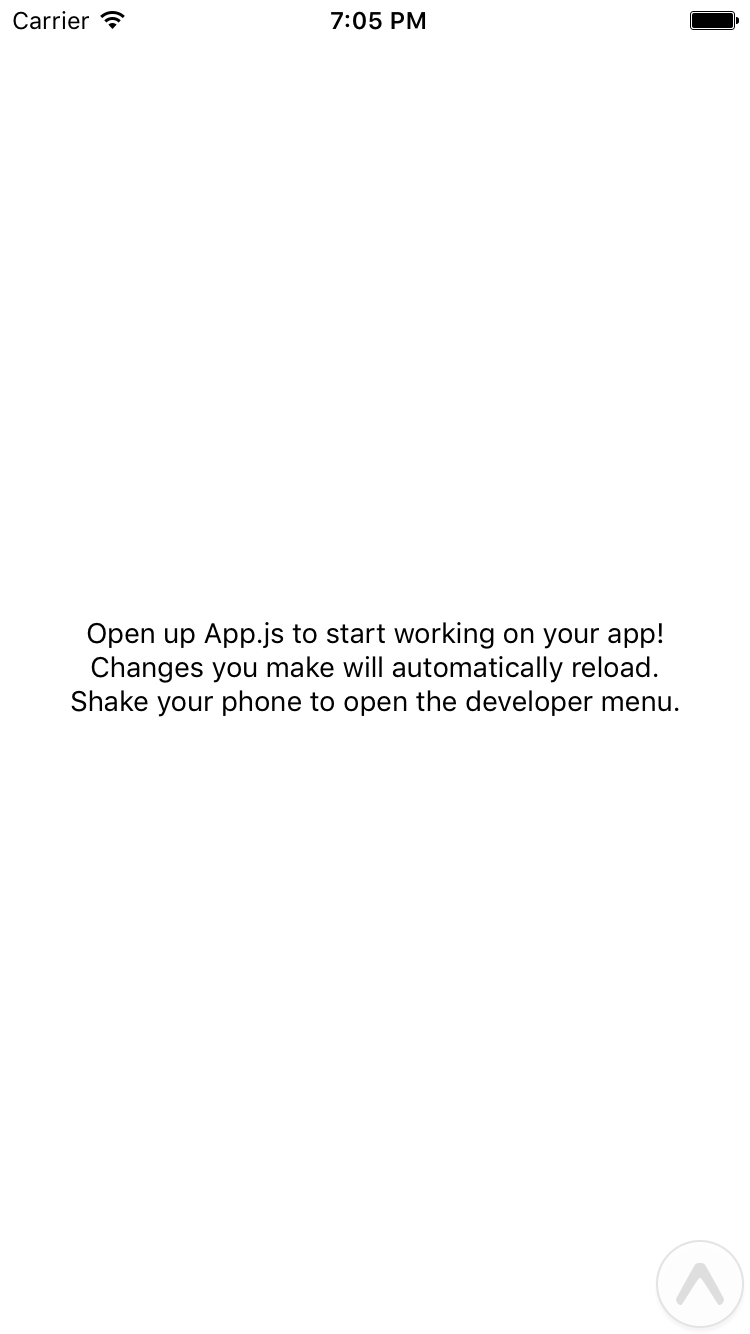 Carrier 7:05 PM
Open up App.js to start working on your app!
Changes you make will automatically reload.
Shake your phone to open the developer menu.